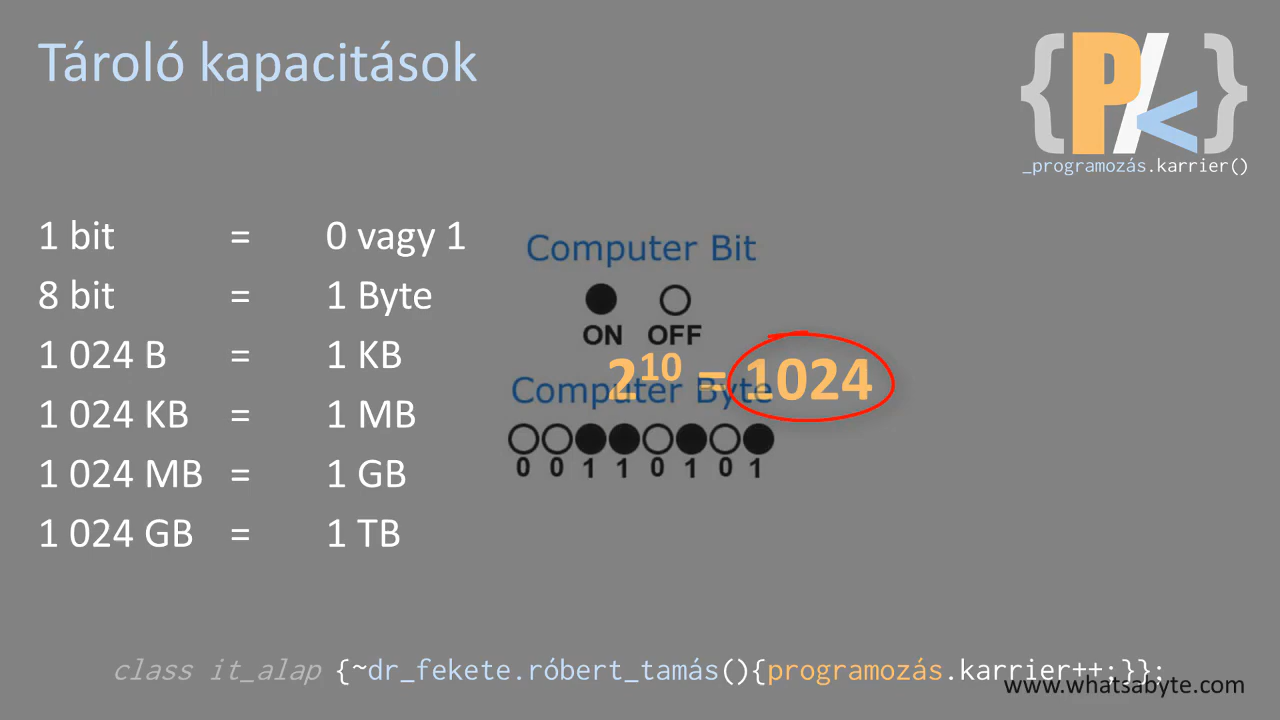 Tároló kapacitások
{P/<}
_programozás.karrier()
1 bit = 0 vagy 1
8 bit = 1 Byte
1 024 B = 1 KB
1 024 KB = 1 MB
1 024 MB = 1 GB
1 024 GB = 1 TB
Computer Bit
ON OFF
2¹⁰ = 1024
Computer Byte
0 0 1 1 0 1 0 1
class it_alap {~dr_fekete.róbert_tamás(){programozás.karrier++;}};
www.whatsabyte.com